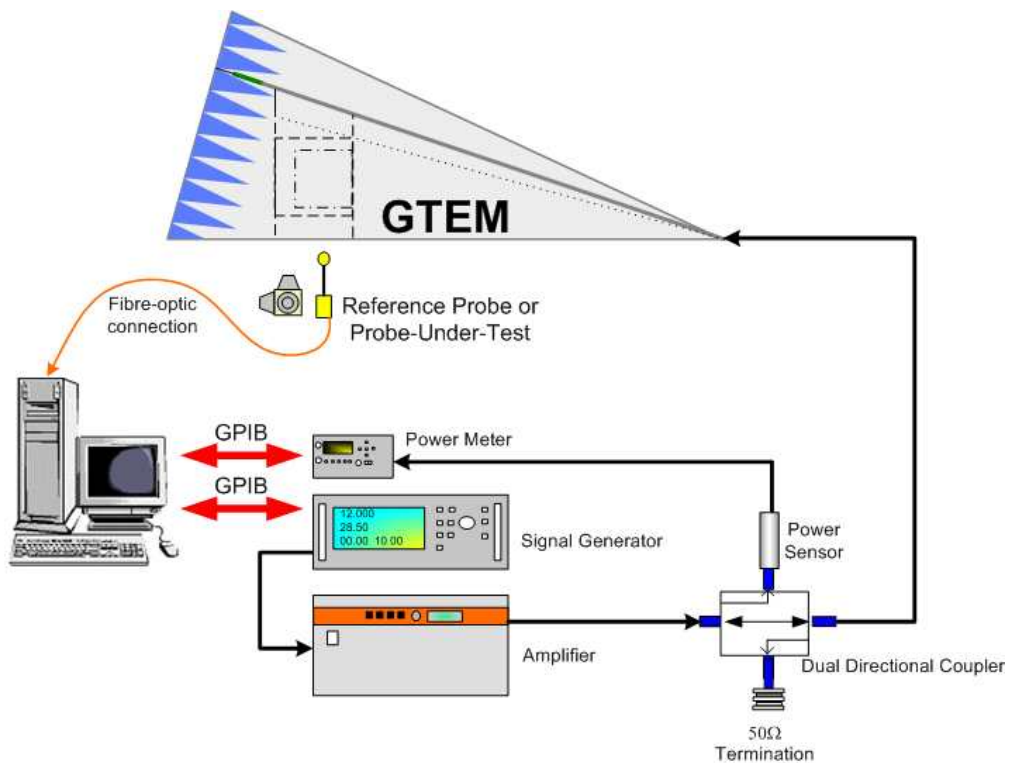 GTEM
Reference Probe or
Probe-Under-Test
Fibre-optic
connection
GPIB
Power Meter
GPIB
12.000
28.50
00.00 10 00
Signal Generator
Power
Sensor
Amplifier
Dual Directional Coupler
50Ω
Termination